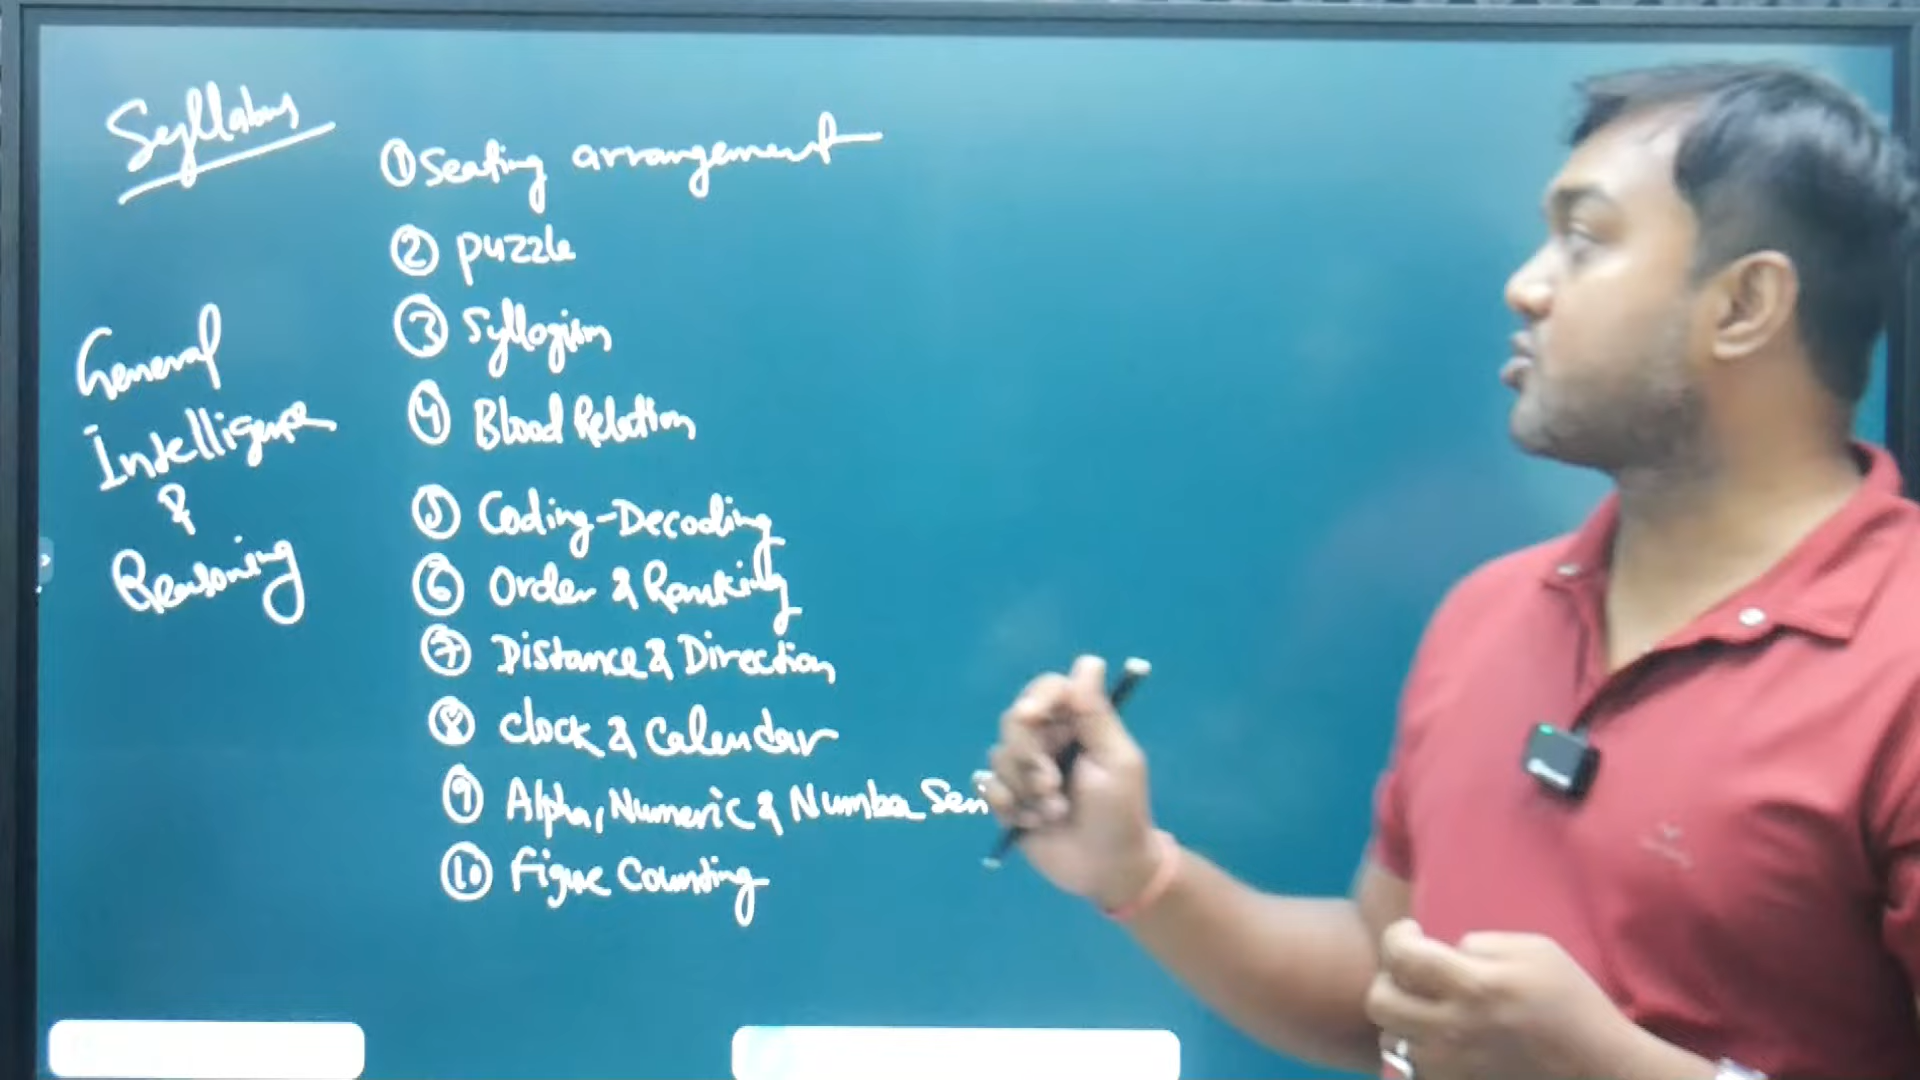 Syllabus
General
Intelligence
&
Reasoning
① Seating arrangement
② Puzzle
③ Syllogism
④ Blood Relation
⑤ Coding-Decoding
⑥ Order & Ranking
⑦ Distance & Direction
⑧ Clock & Calendar
⑨ Alpha, Numeric & Number Seri
⑩ Figure Counting